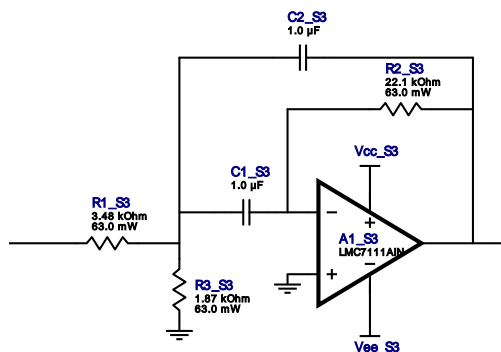 C2_S3
1.0 µF
R2_S3
22.1 kOhm
63.0 mW
C1_S3
1.0 µF
Vcc_S3
R1_S3
3.48 kOhm
63.0 mW
A1_S3
LMC7111AIN
R3_S3
1.87 kOhm
63.0 mW
Vee_S3